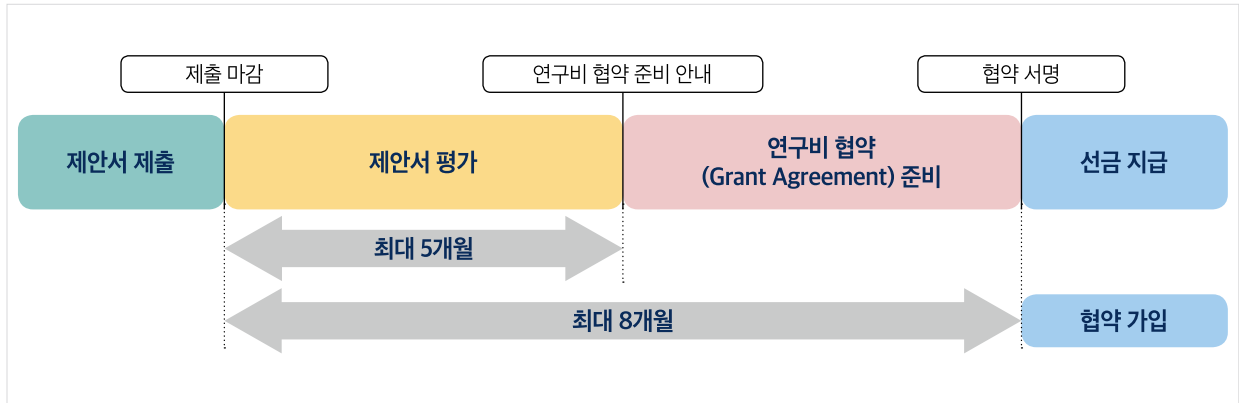 제출 마감
연구비 협약 준비 안내
협약 서명
제안서 제출
제안서 평가
연구비 협약
(Grant Agreement) 준비
선금 지급
최대 5개월
최대 8개월
협약 가입